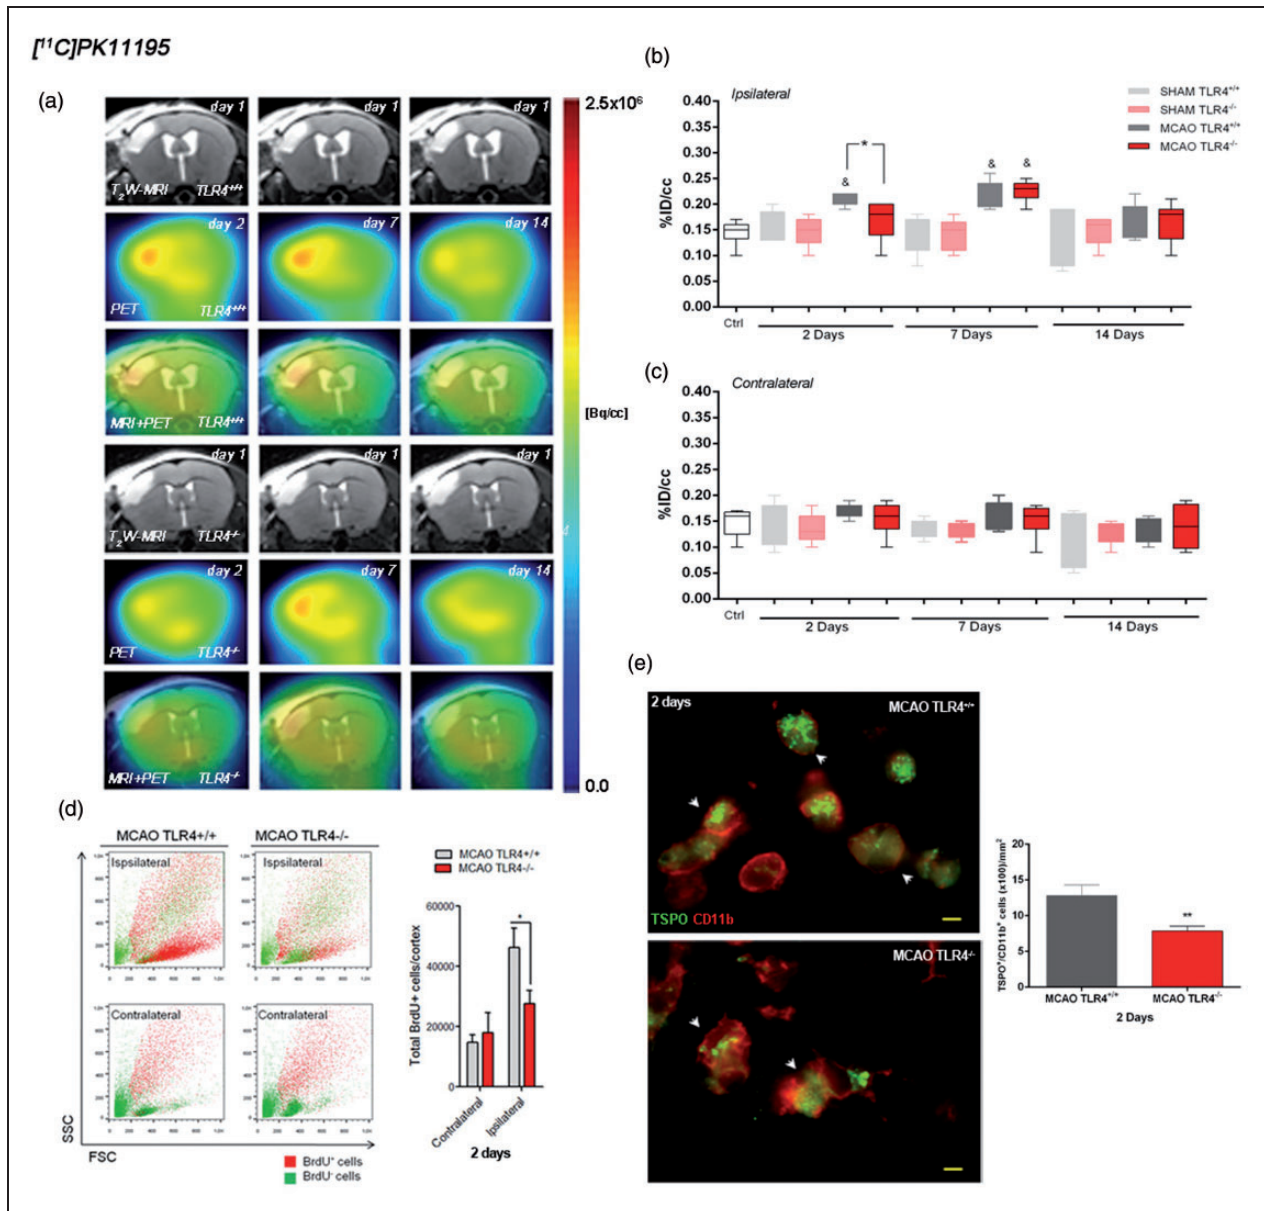 [¹¹C]PK11195
(a)
day 1 day 1 day 1
T₂W-MRI TLR4⁺/⁺
day 2 day 7 day 14
PET TLR4⁺/⁺
MRI+PET TLR4⁺/⁺
day 1 day 1 day 1
T₂W-MRI TLR4⁻/⁻
day 2 day 7 day 14
PET TLR4⁻/⁻
MRI+PET TLR4⁻/⁻
2.5x10⁶
[Bq/cc]
0.0
(b)
Ipsilateral
SHAM TLR4⁺/⁺
SHAM TLR4⁻/⁻
MCAO TLR4⁺/⁺
MCAO TLR4⁻/⁻
%ID/cc
0.40
0.35
0.30
0.25
0.20
0.15
0.10
0.05
0.00
& * & &
Ctrl 2 Days 7 Days 14 Days
(c)
Contralateral
%ID/cc
0.40
0.35
0.30
0.25
0.20
0.15
0.10
0.05
0.00
Ctrl 2 Days 7 Days 14 Days
(d)
MCAO TLR4+/+ MCAO TLR4-/-
Ispsilateral Ipsilateral
Contralateral Contralateral
SSC
FSC
BrdU⁺ cells
BrdU⁻ cells
MCAO TLR4+/+
MCAO TLR4-/-
Total BrdU+ cells/cortex
60000
40000
20000
0
*
Contralateral Ipsilateral
2 days
(e)
2 days MCAO TLR4⁺/⁺
TSPO CD11b
MCAO TLR4⁻/⁻
TSPO⁺/CD11b⁺ cells (x100)/mm²
20
15
10
5
0
**
MCAO TLR4⁺/⁺ MCAO TLR4⁻/⁻
2 Days